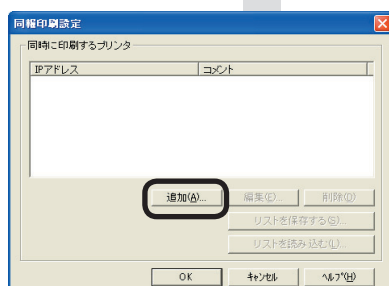 同報印刷設定
同時に印刷するプリンタ
IPアドレス コメント
追加(A)... 編集(E)... 削除(D)
リストを保存する(S)...
リストを読み込む(L)...
OK キャンセル ヘルプ(H)